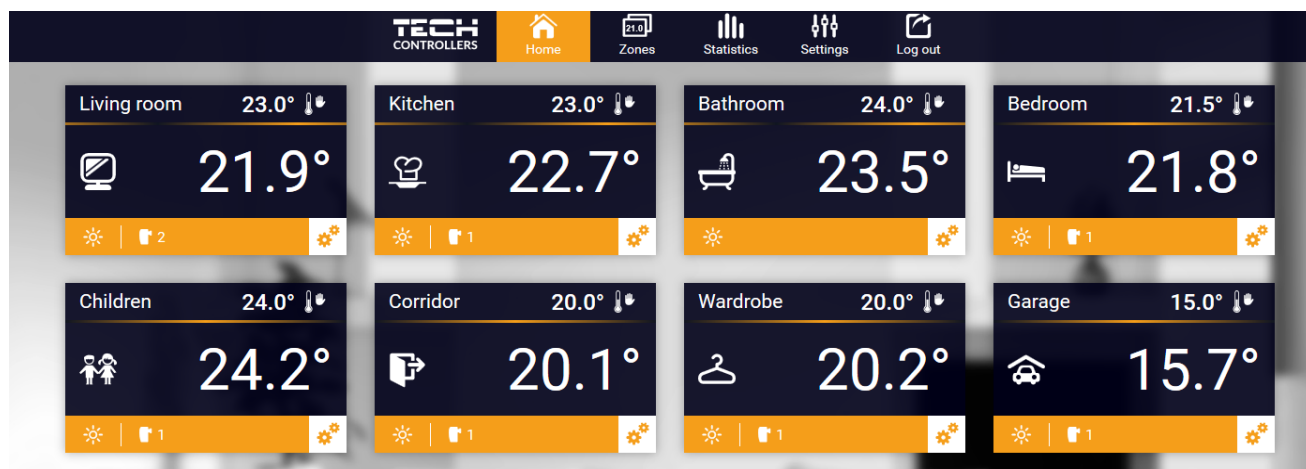 TECH
CONTROLLERS
Home
21.0
Zones
Statistics
Settings
Log out
Living room 23.0°
21.9°
2
Kitchen 23.0°
22.7°
1
Bathroom 24.0°
23.5°
Bedroom 21.5°
21.8°
1
Children 24.0°
24.2°
1
Corridor 20.0°
20.1°
1
Wardrobe 20.0°
20.2°
1
Garage 15.0°
15.7°
1